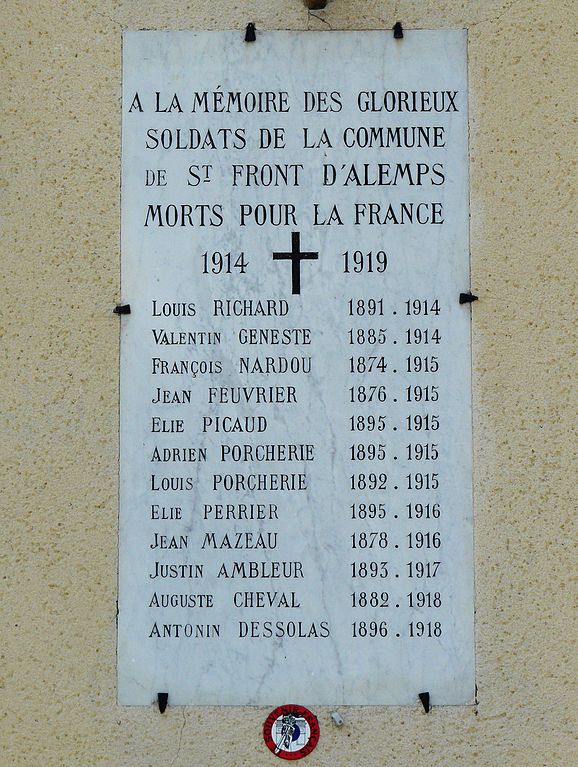 A LA MÉMOIRE DES GLORIEUX
SOLDATS DE LA COMMUNE
DE ST FRONT D'ALEMPS
MORTS POUR LA FRANCE
1914 1919
LOUIS RICHARD 1891 . 1914
VALENTIN GENESTE 1885 . 1914
FRANÇOIS NARDOU 1874 . 1915
JEAN FEUVRIER 1876 . 1915
ELIE PICAUD 1895 . 1915
ADRIEN PORCHERIE 1895 . 1915
LOUIS PORCHERIE 1892 . 1915
ELIE PERRIER 1895 . 1916
JEAN MAZEAU 1878 . 1916
JUSTIN AMBLEUR 1893 . 1917
AUGUSTE CHEVAL 1882 . 1918
ANTONIN DESSOLAS 1896 . 1918